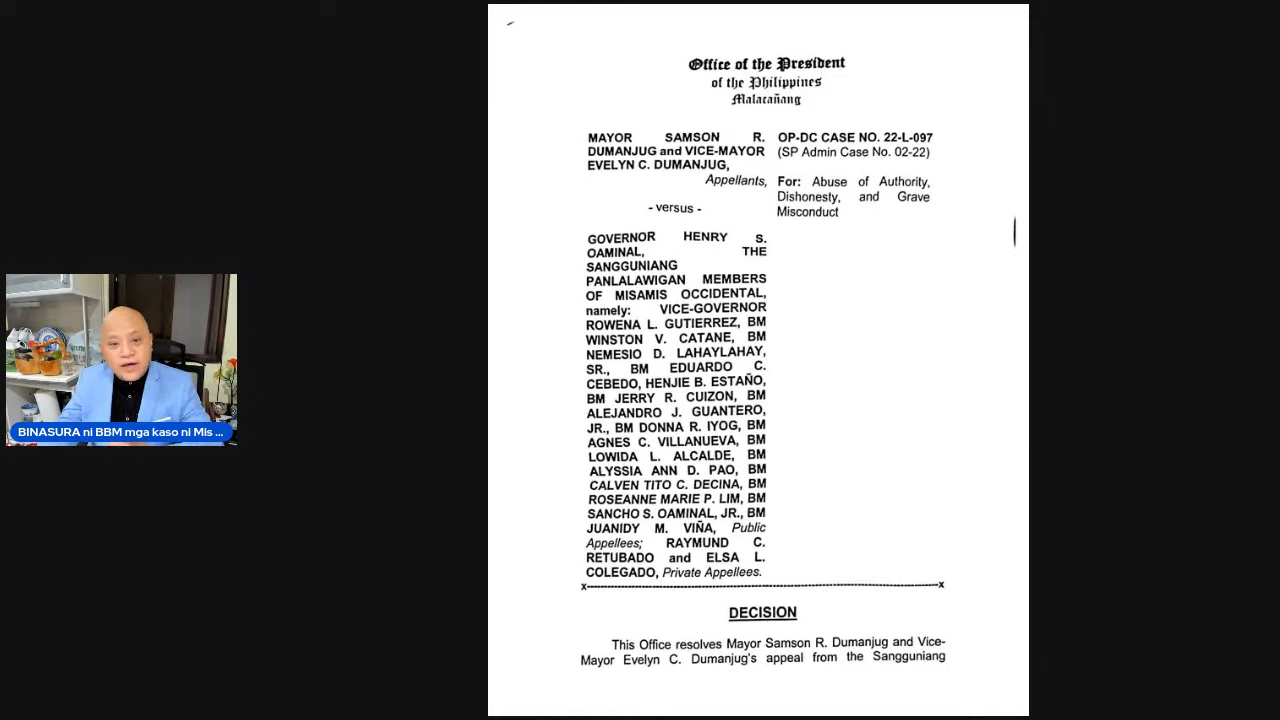 Office of the President
of the Philippines
Malacañang
MAYOR SAMSON R.
DUMANJUG and VICE-MAYOR
EVELYN C. DUMANJUG,
Appellants,
- versus -
GOVERNOR HENRY S.
OAMINAL, THE
SANGGUNIANG
PANLALAWIGAN MEMBERS
OF MISAMIS OCCIDENTAL,
namely: VICE-GOVERNOR
ROWENA L. GUTIERREZ, BM
WINSTON V. CATANE, BM
NEMESIO D. LAHAYLAHAY,
SR., BM EDUARDO C.
CEBEDO, HENJIE B. ESTAÑO,
BM JERRY R. CUIZON, BM
ALEJANDRO J. GUANTERO,
JR., BM DONNA R. IYOG, BM
AGNES C. VILLANUEVA, BM
LOWIDA L. ALCALDE, BM
ALYSSIA ANN D. PAO, BM
CALVEN TITO C. DECINA, BM
ROSEANNE MARIE P. LIM, BM
SANCHO S. OAMINAL, JR., BM
JUANIDY M. VIÑA, Public
Appellees; RAYMUND C.
RETUBADO and ELSA L.
COLEGADO, Private Appellees.
OP-DC CASE NO. 22-L-097
(SP Admin Case No. 02-22)
For: Abuse of Authority,
Dishonesty, and Grave
Misconduct
x-----------------------------------------------------------------------x
DECISION
This Office resolves Mayor Samson R. Dumanjug and Vice-
Mayor Evelyn C. Dumanjug's appeal from the Sangguniang
BINASURA ni BBM mga kaso ni Mis ...